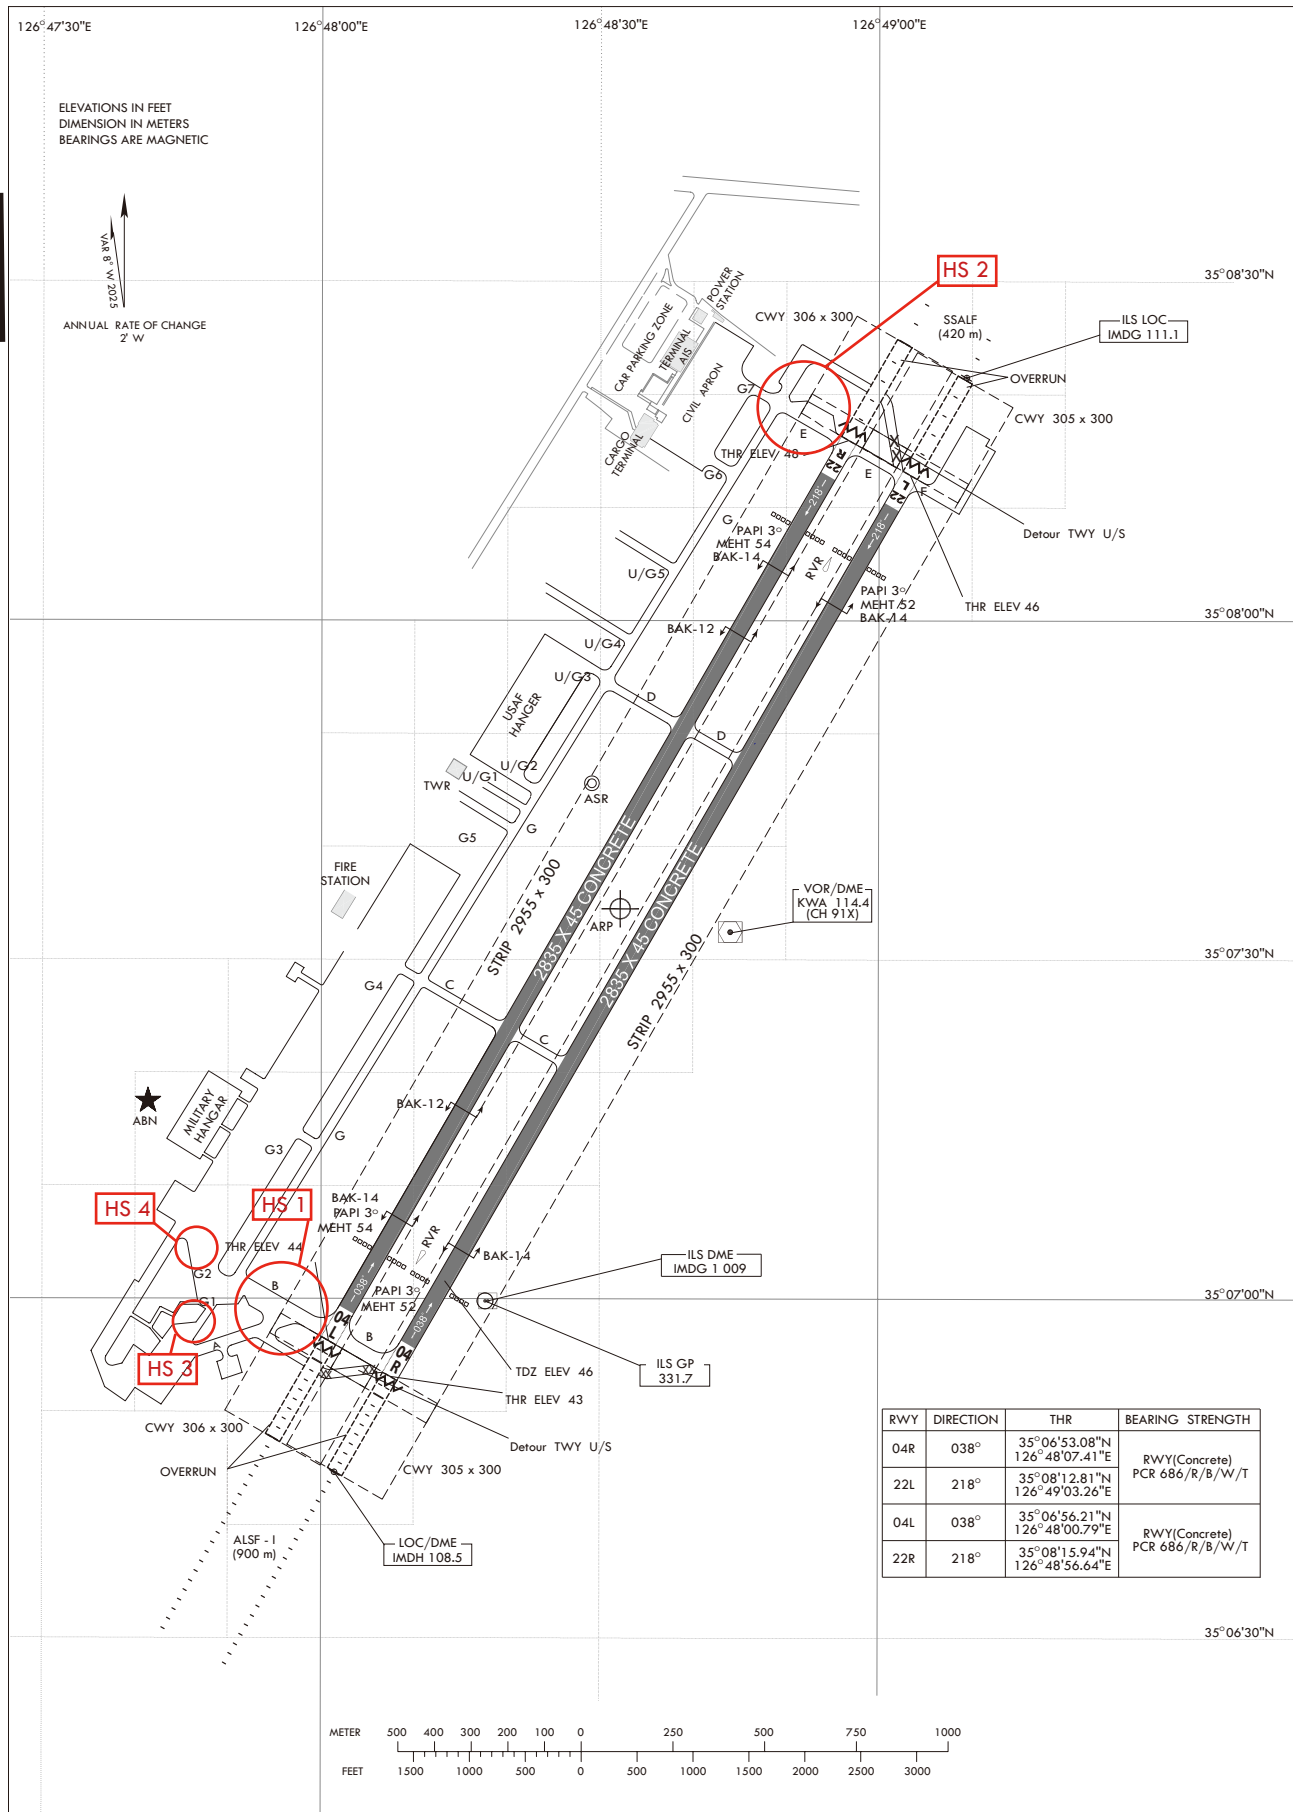 126°47'30"E
126°48'00"E
126°48'30"E
126°49'00"E
ELEVATIONS IN FEET
DIMENSION IN METERS
BEARINGS ARE MAGNETIC
VAR 8° W 2025
ANNUAL RATE OF CHANGE
2' W
HS 2
35°08'30"N
POWER
STATION
CWY 306 x 300
SSALF
(420 m)
ILS LOC
IMDG 111.1
CAR PARKING ZONE
TERMINAL
AIS
OVERRUN
CIVIL APRON
G7
CWY 305 x 300
CARGO
TERMINAL
E
THR ELEV 48
22
R
E
G6
22
L
E
218°
218°
G
PAPI 3°
MEHT 54
BAK-14
Detour TWY U/S
RVR
U/G5
PAPI 3°
MEHT 52
BAK-14
THR ELEV 46
35°08'00"N
BAK-12
U/G4
U/G3
D
USAF
HANGER
D
U/G2
U/G1
TWR
ASR
G
G5
2835 X 45 CONCRETE
2835 X 45 CONCRETE
FIRE
STATION
STRIP 2955 x 300
VOR/DME
KWA 114.4
(CH 91X)
ARP
STRIP 2955 x 300
35°07'30"N
G4
C
C
MILITARY
HANGAR
ABN
BAK-12
G
G3
HS 4
HS 1
BAK-14
PAPI 3°
MEHT 54
RVR
THR ELEV 44
BAK-14
ILS DME
IMDG 1 009
G2
B
038°
PAPI 3°
MEHT 52
G1
35°07'00"N
04
L
038°
B
A
04
R
HS 3
TDZ ELEV 46
ILS GP
331.7
THR ELEV 43
CWY 306 x 300
Detour TWY U/S
OVERRUN
CWY 305 x 300
ALSF - I
(900 m)
LOC/DME
IMDH 108.5
RWY DIRECTION THR BEARING STRENGTH
04R 038° 35°06'53.08"N
126°48'07.41"E
RWY(Concrete)
PCR 686/R/B/W/T
22L 218° 35°08'12.81"N
126°49'03.26"E
04L 038° 35°06'56.21"N
126°48'00.79"E
RWY(Concrete)
PCR 686/R/B/W/T
22R 218° 35°08'15.94"N
126°48'56.64"E
35°06'30"N
METER 500 400 300 200 100 0 250 500 750 1000
FEET 1500 1000 500 0 500 1000 1500 2000 2500 3000